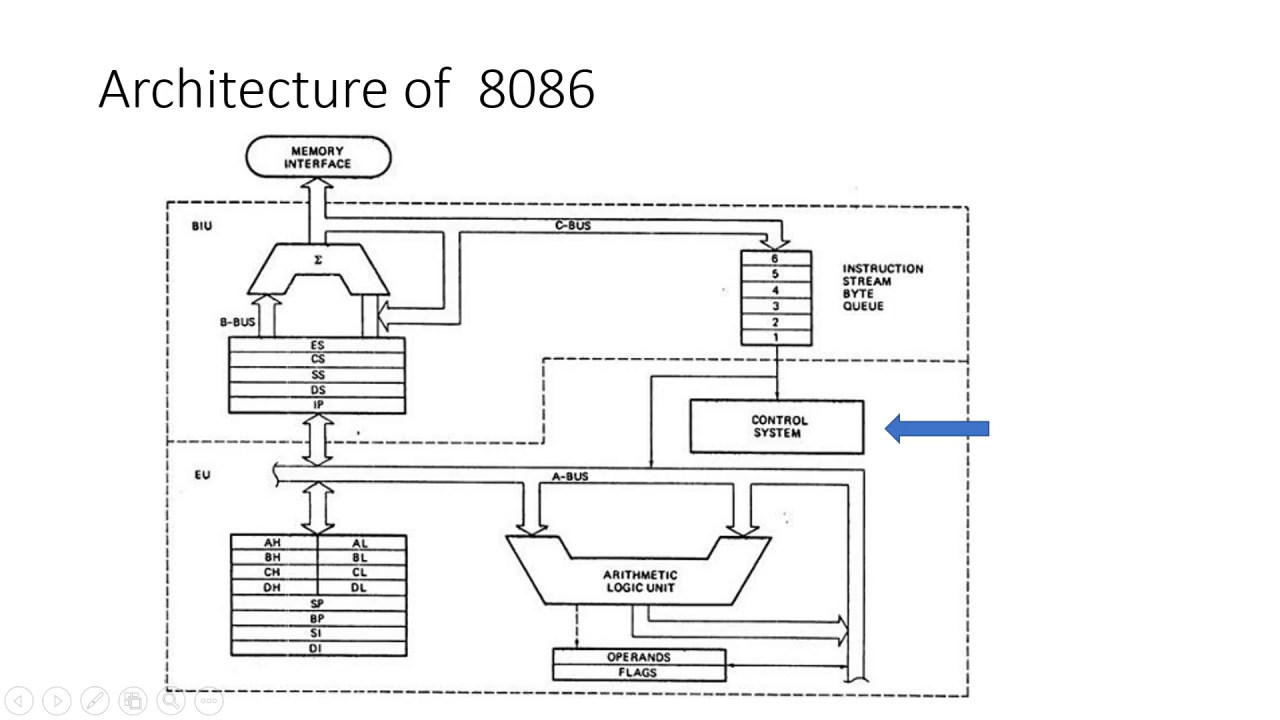 Architecture of 8086
MEMORY
INTERFACE
BIU
C-BUS
Σ
6
5
4
3
2
1
INSTRUCTION
STREAM
BYTE
QUEUE
B-BUS
ES
CS
SS
DS
IP
CONTROL
SYSTEM
EU
A-BUS
AH AL
BH BL
CH CL
DH DL
SP
BP
SI
DI
ARITHMETIC
LOGIC UNIT
OPERANDS
FLAGS